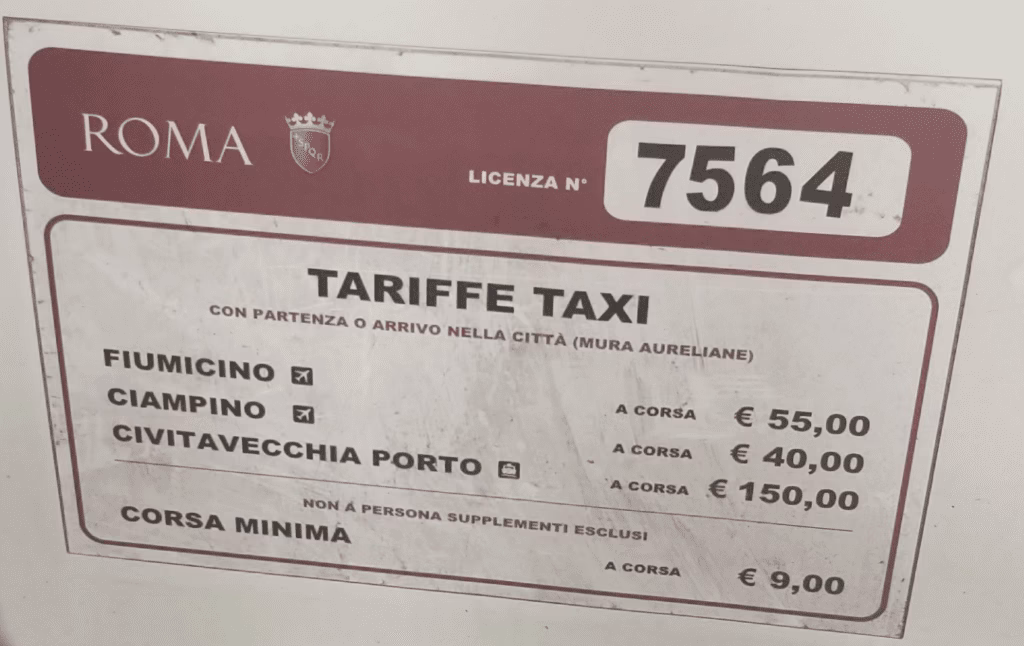 ROMA SPQR LICENZA N° 7564
TARIFFE TAXI
CON PARTENZA O ARRIVO NELLA CITTÀ (MURA AURELIANE)
FIUMICINO A CORSA € 55,00
CIAMPINO A CORSA € 40,00
CIVITAVECCHIA PORTO A CORSA € 150,00
NON A PERSONA SUPPLEMENTI ESCLUSI
CORSA MINIMA A CORSA € 9,00